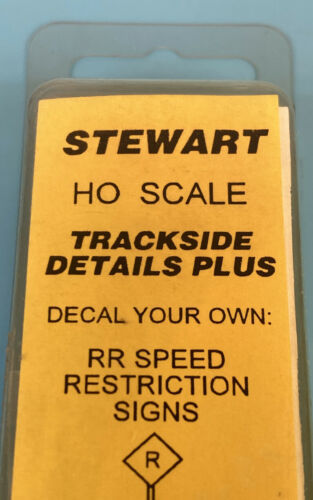 STEWART
HO SCALE
TRACKSIDE
DETAILS PLUS
DECAL YOUR OWN:
RR SPEED
RESTRICTION
SIGNS
R